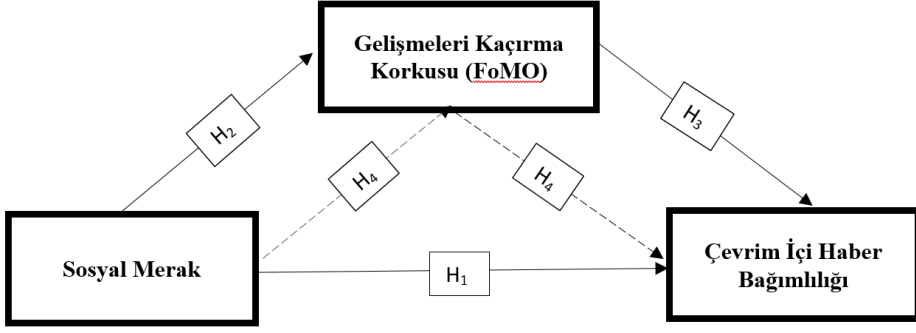 Gelişmeleri Kaçırma
Korkusu (FoMO)
H₂
H₃
H₄
H₄
Sosyal Merak
Çevrim İçi Haber
Bağımlılığı
H₁